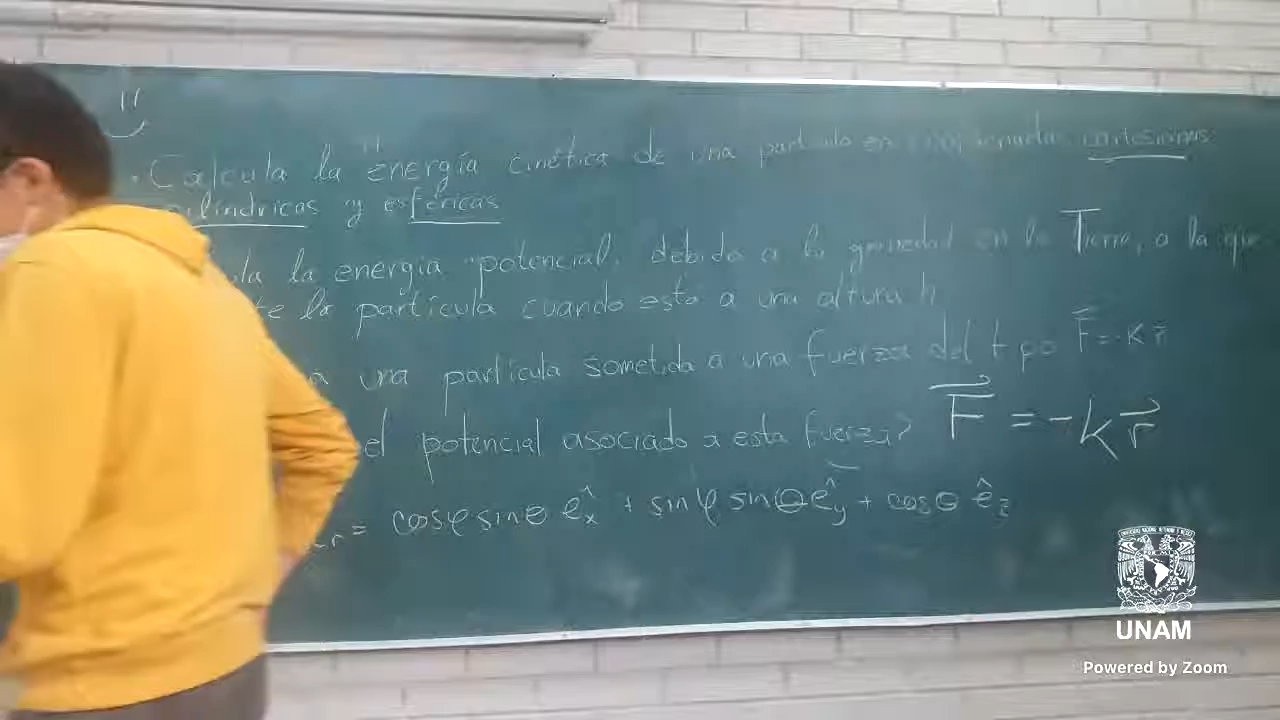 Calcula la energía cinética de una partícula en coordenadas cartesianas
cilíndricas y esféricas
la energía potencial, debida a la gravedad en la Tierra, a la que
la partícula cuando está a una altura h
una partícula sometida a una fuerza del tipo F = -k r
el potencial asociado a esta fuerza? F = -k r
r = cosφ sinθ êx + sinφ sinθ êy + cosθ êz
UNAM
Powered by Zoom